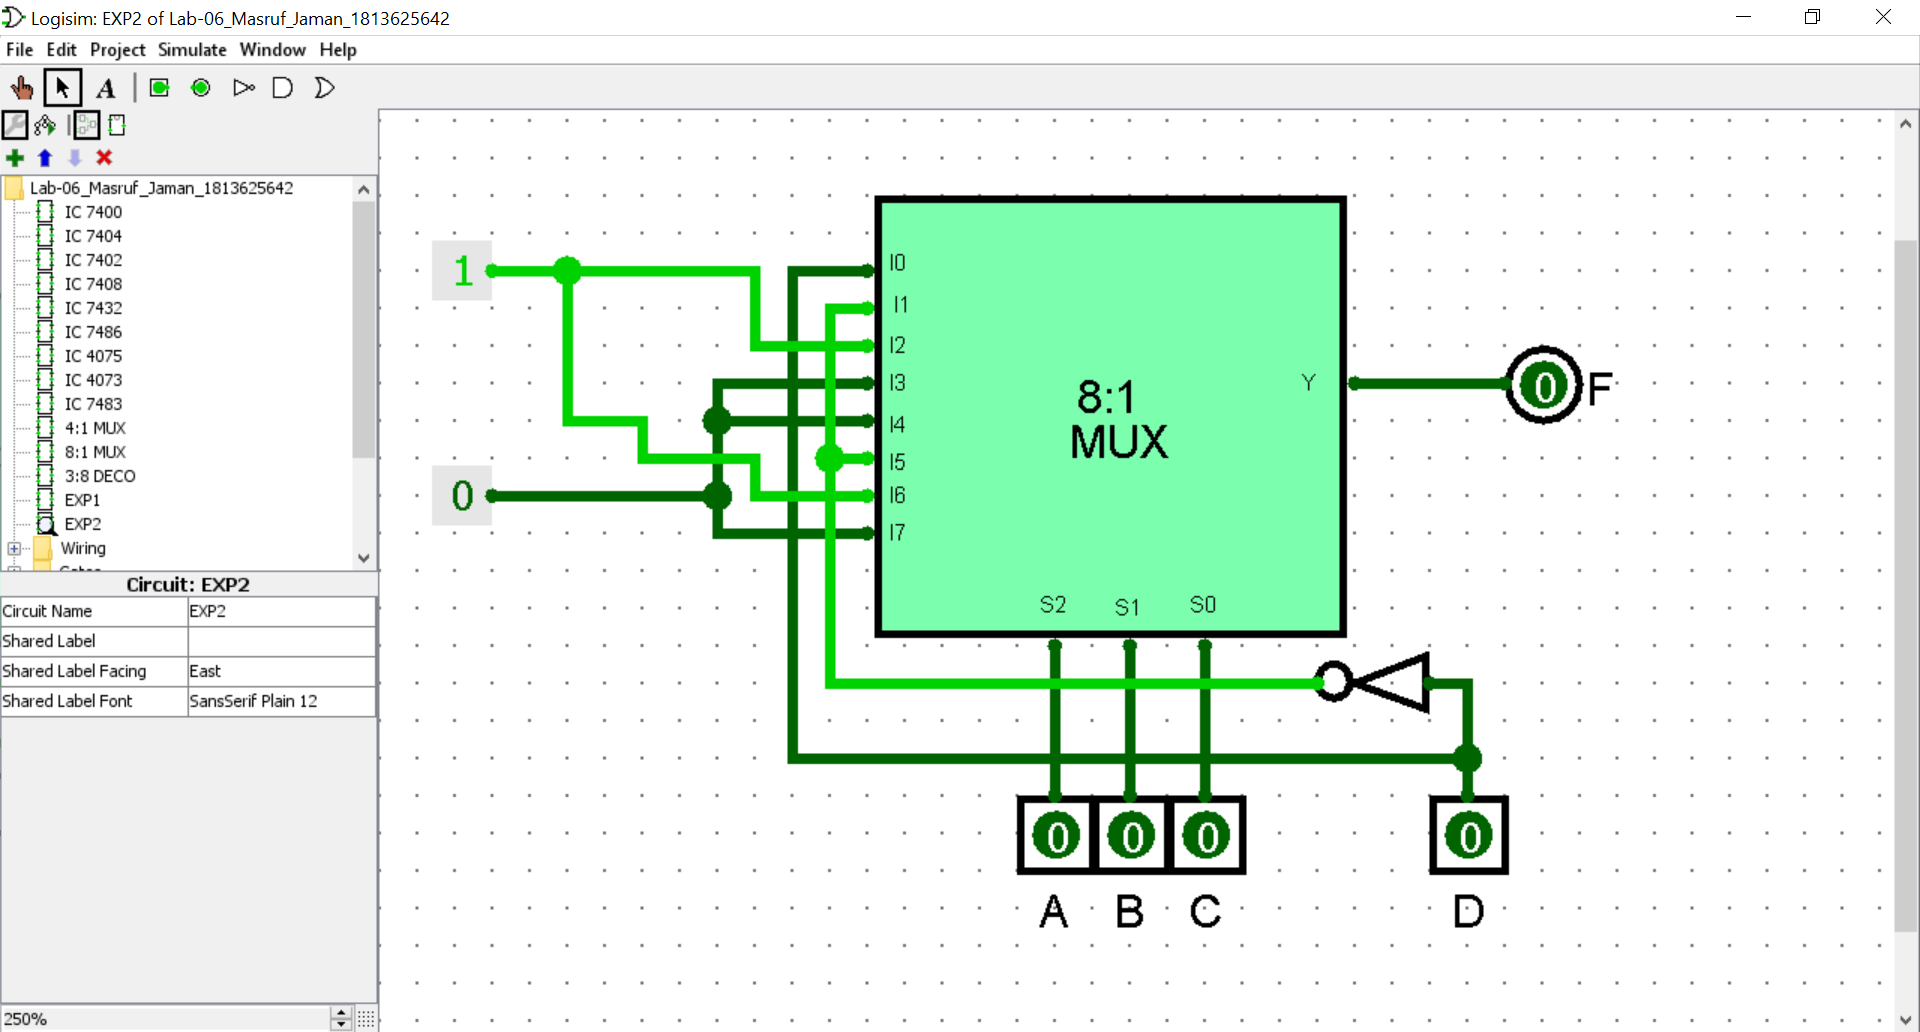 Logisim: EXP2 of Lab-06_Masruf_Jaman_1813625642
File Edit Project Simulate Window Help
A
Lab-06_Masruf_Jaman_1813625642
IC 7400
IC 7404
IC 7402
IC 7408
IC 7432
IC 7486
IC 4075
IC 4073
IC 7483
4:1 MUX
8:1 MUX
3:8 DECO
EXP1
EXP2
Wiring
Circuit: EXP2
Circuit Name EXP2
Shared Label
Shared Label Facing East
Shared Label Font SansSerif Plain 12
250%
1
0
I0
I1
I2
I3
I4
I5
I6
I7
8:1
MUX
Y
S2 S1 S0
0 F
0 0 0 0
A B C D